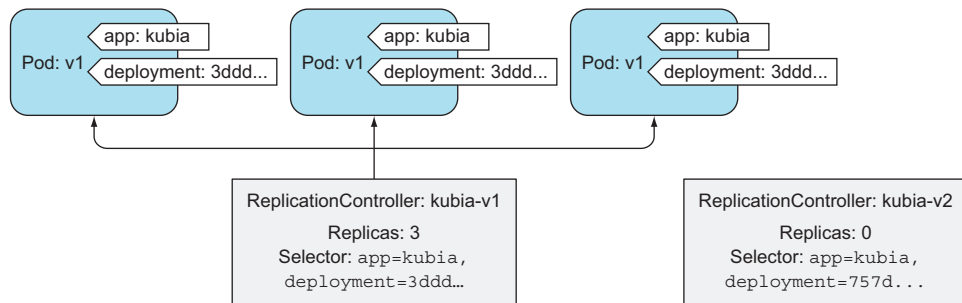 app: kubia
Pod: v1
deployment: 3ddd...
app: kubia
Pod: v1
deployment: 3ddd...
app: kubia
Pod: v1
deployment: 3ddd...
ReplicationController: kubia-v1
Replicas: 3
Selector: app=kubia,
deployment=3ddd…
ReplicationController: kubia-v2
Replicas: 0
Selector: app=kubia,
deployment=757d...